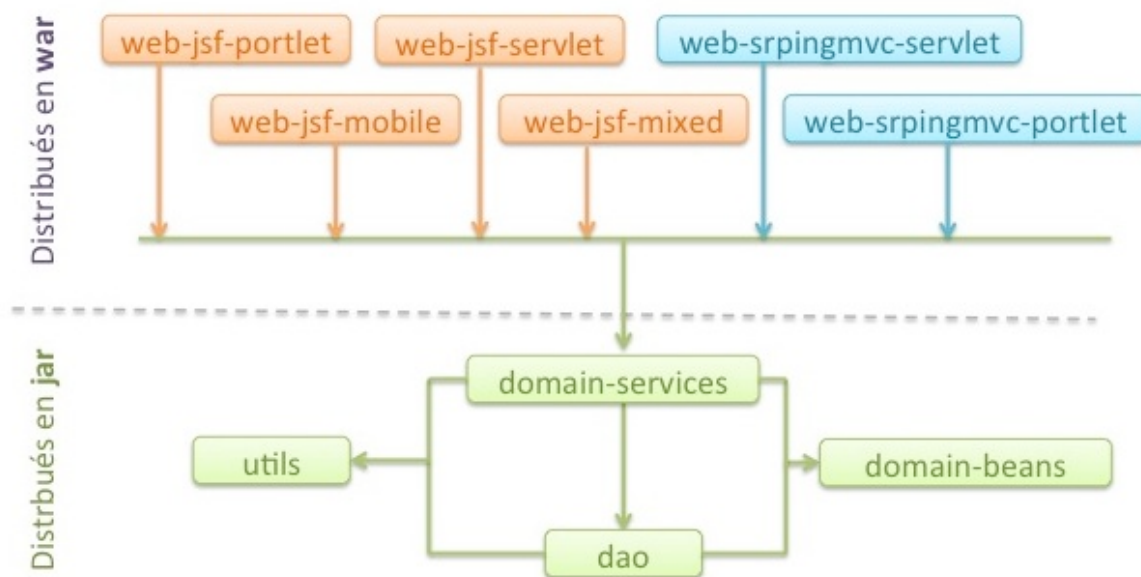 Distribués en war
web-jsf-portlet
web-jsf-servlet
web-srpingmvc-servlet
web-jsf-mobile
web-jsf-mixed
web-srpingmvc-portlet
Distrbués en jar
domain-services
utils
domain-beans
dao